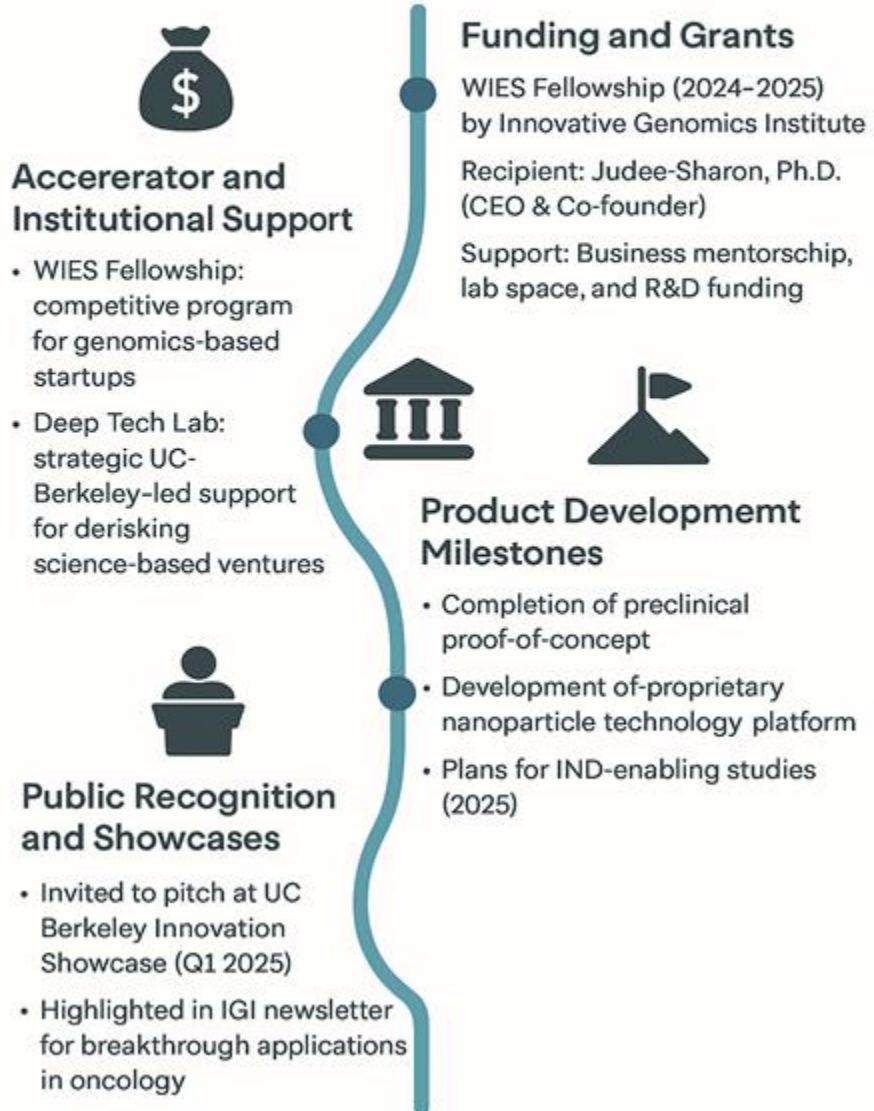 $
Funding and Grants
WIES Fellowship (2024–2025)
by Innovative Genomics Institute
Recipient: Judee-Sharon, Ph.D.
(CEO & Co-founder)
Support: Business mentorschip,
lab space, and R&D funding
Accererator and
Institutional Support
• WIES Fellowship:
competitive program
for genomics-based
startups
• Deep Tech Lab:
strategic UC-
Berkeley–led support
for derisking
science-based ventures
Product Developmemt
Milestones
• Completion of preclinical
proof-of-concept
• Development of-proprietary
nanoparticle technology platform
• Plans for IND-enabling studies
(2025)
Public Recognition
and Showcases
• Invited to pitch at UC
Berkeley Innovation
Showcase (Q1 2025)
• Highlighted in IGI newsletter
for breakthrough applications
in oncology